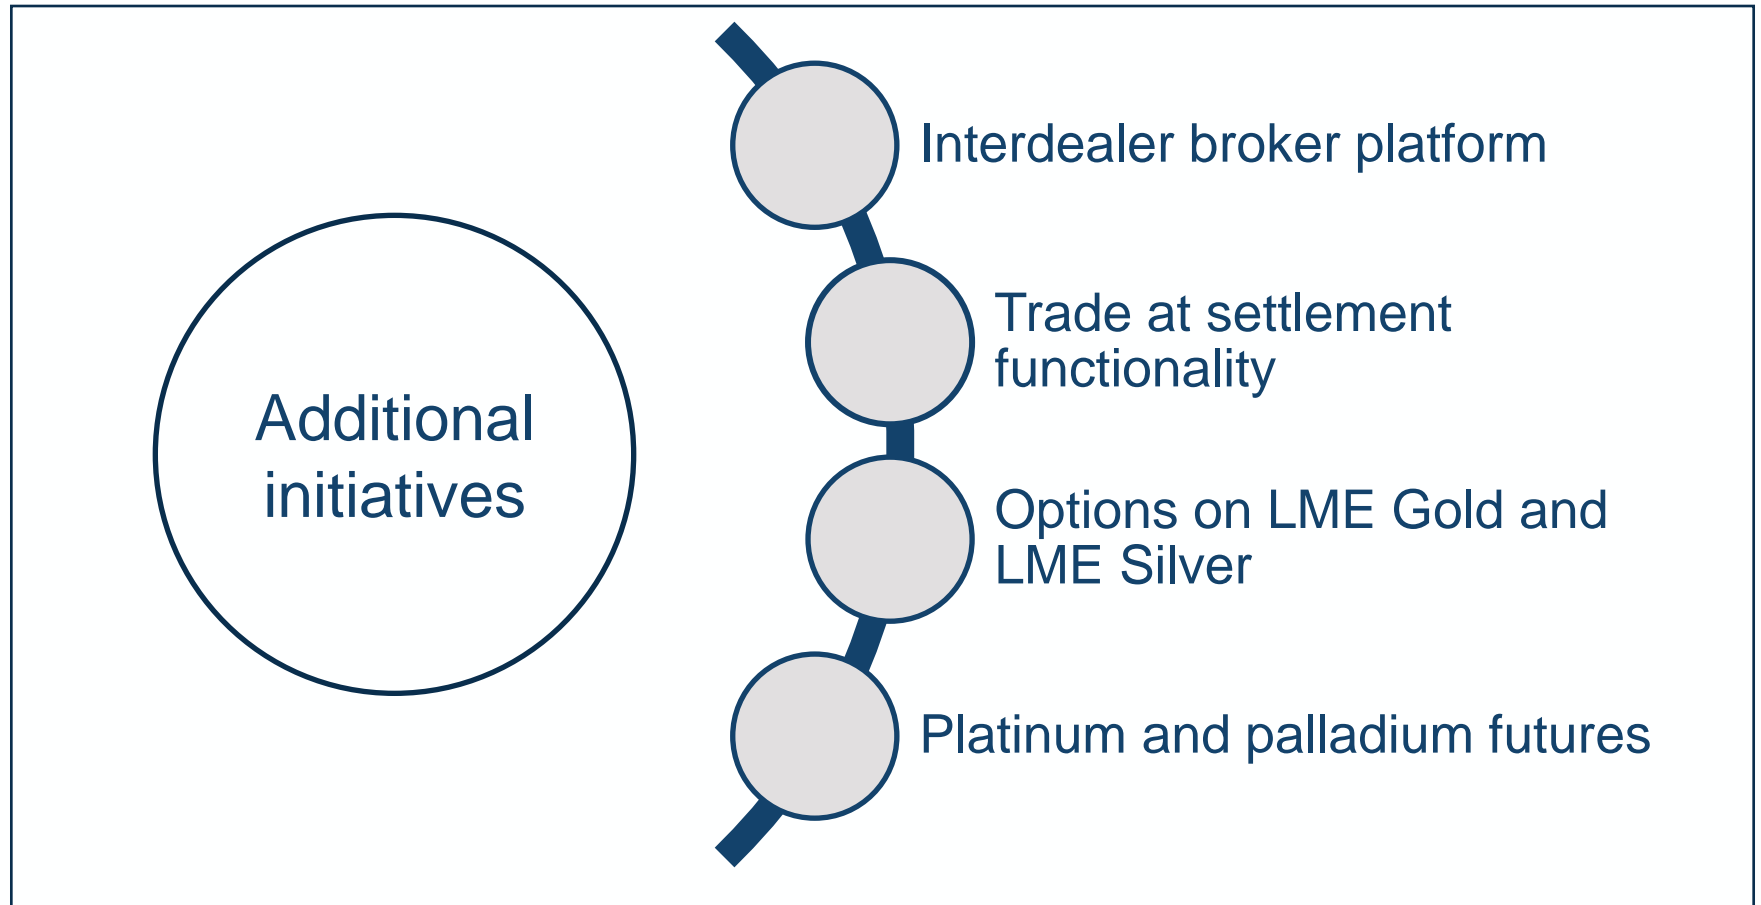 Additional
initiatives
Interdealer broker platform
Trade at settlement
functionality
Options on LME Gold and
LME Silver
Platinum and palladium futures